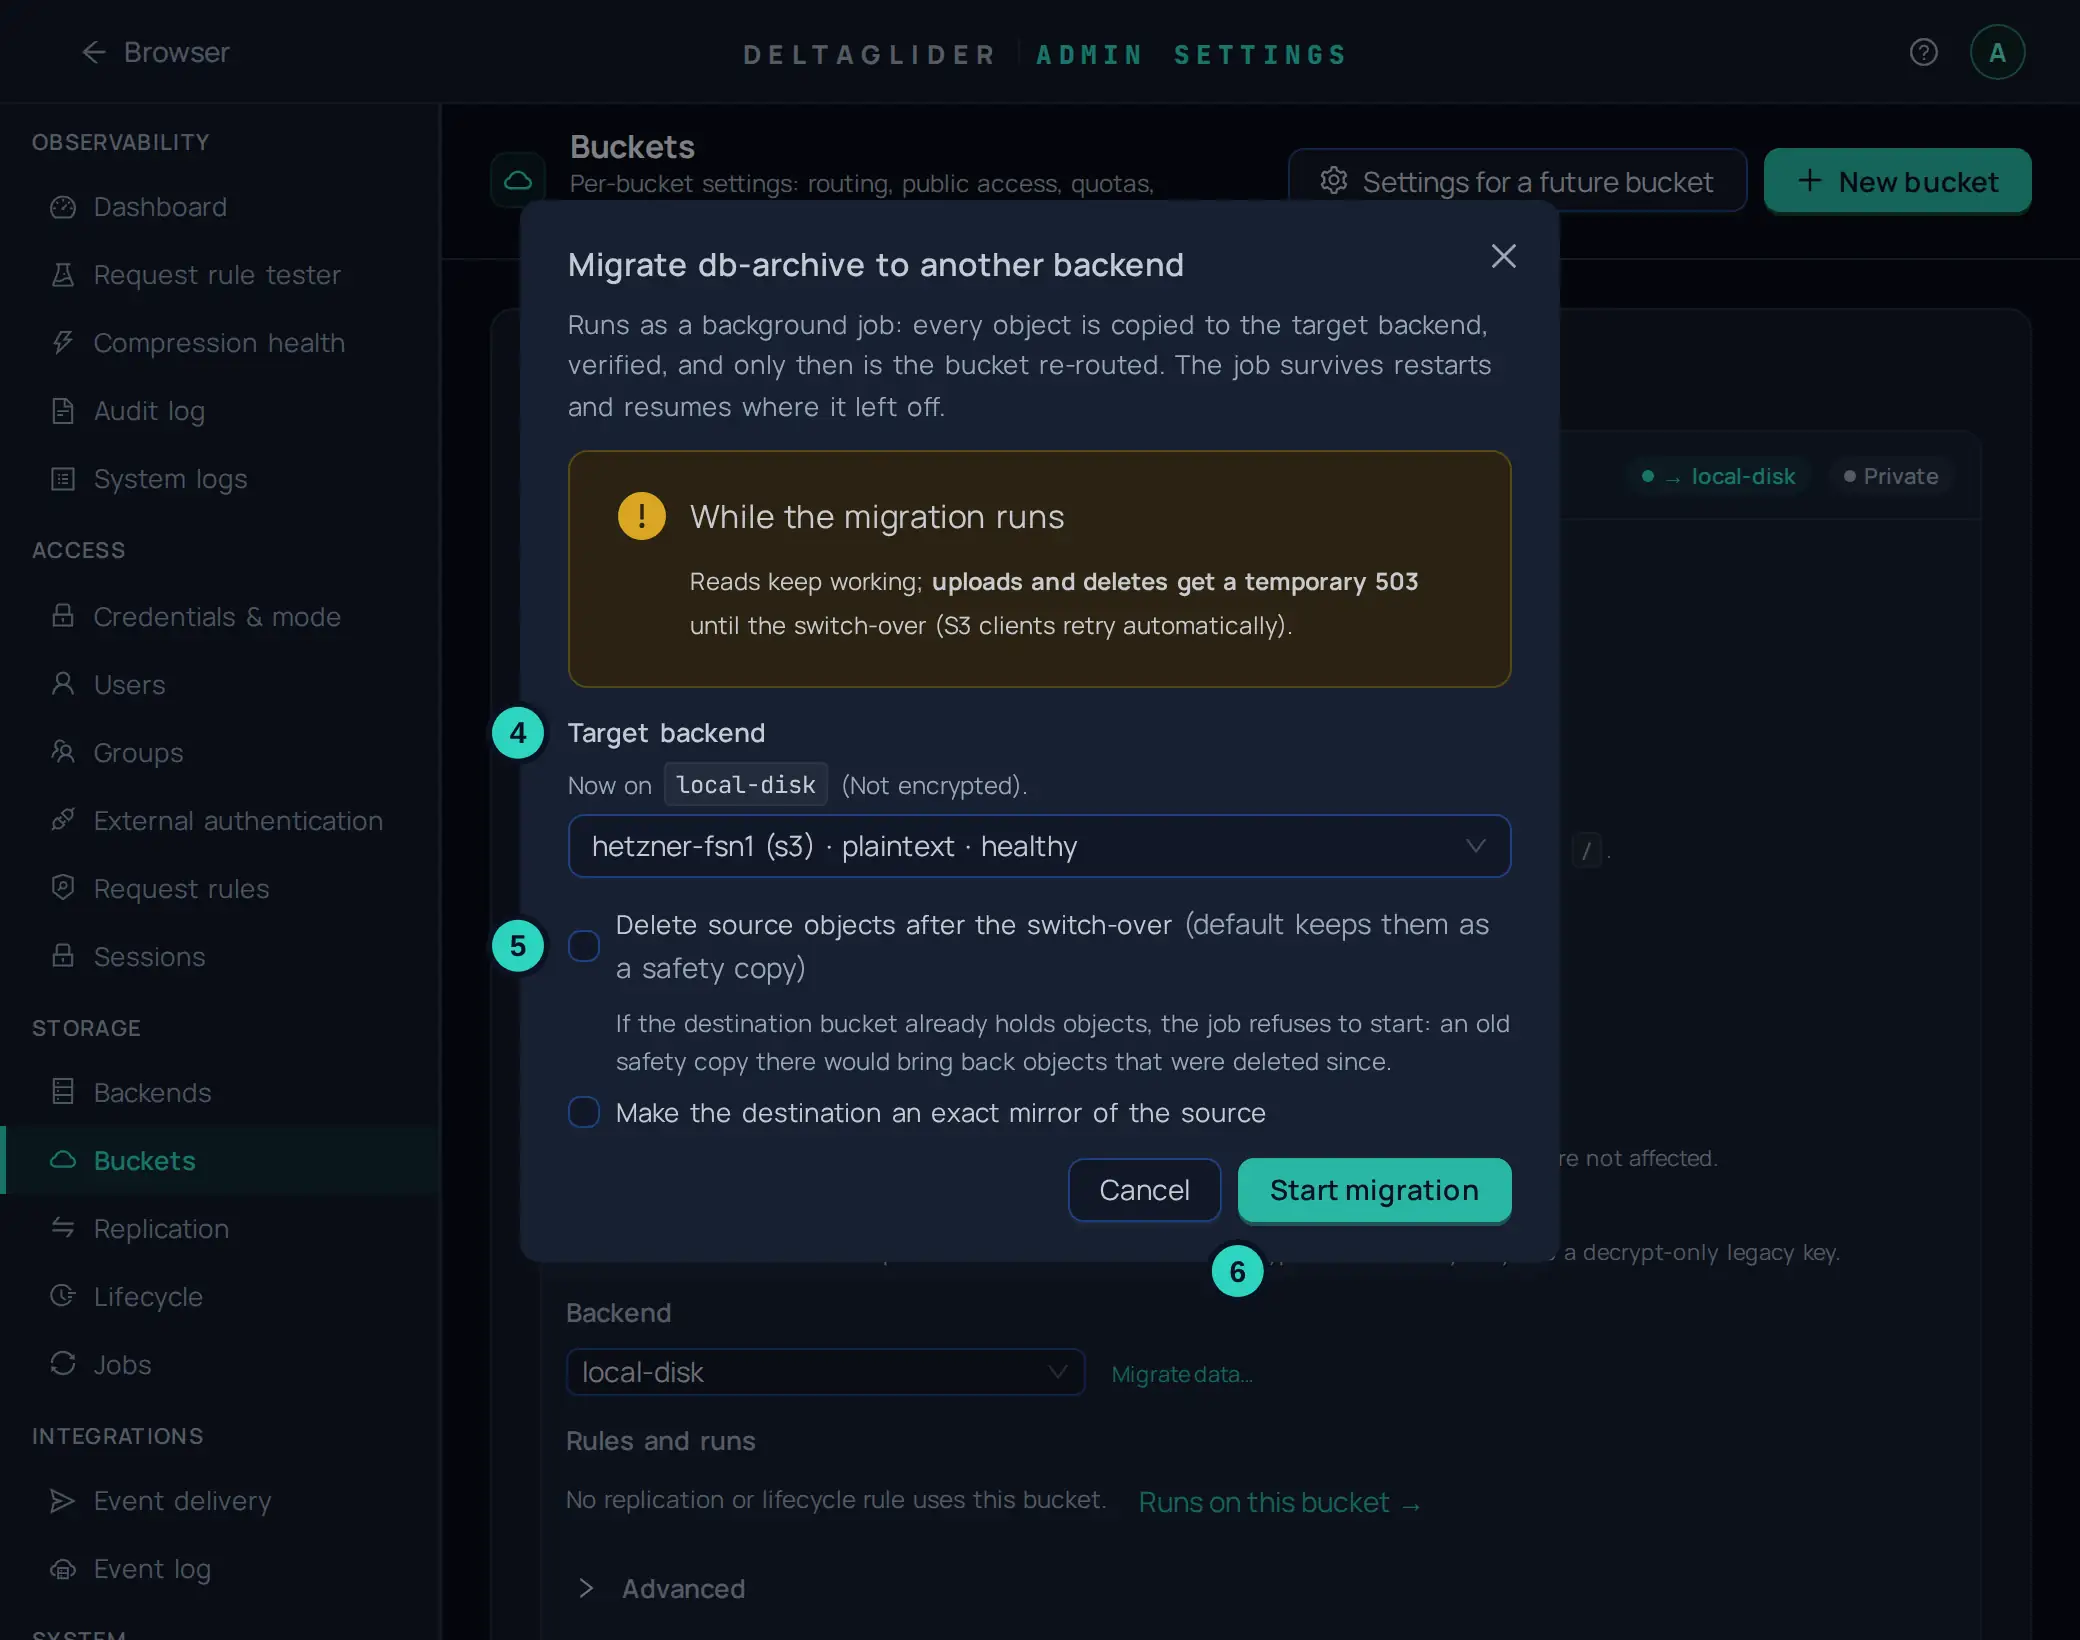 Browser
DELTAGLIDER ADMIN SETTINGS
A
OBSERVABILITY
Dashboard
Request rule tester
Compression health
Audit log
System logs
ACCESS
Credentials & mode
Users
Groups
External authentication
Request rules
Sessions
STORAGE
Backends
Buckets
Replication
Lifecycle
Jobs
INTEGRATIONS
Event delivery
Event log
SYSTEM
Buckets
Per-bucket settings: routing, public access, quotas,
Settings for a future bucket
+ New bucket
→ local-disk
Private
Migrate db-archive to another backend
Runs as a background job: every object is copied to the target backend,
verified, and only then is the bucket re-routed. The job survives restarts
and resumes where it left off.
! While the migration runs
Reads keep working; uploads and deletes get a temporary 503
until the switch-over (S3 clients retry automatically).
4 Target backend
Now on local-disk (Not encrypted).
hetzner-fsn1 (s3) · plaintext · healthy
/ .
5 Delete source objects after the switch-over (default keeps them as
a safety copy)
If the destination bucket already holds objects, the job refuses to start: an old
safety copy there would bring back objects that were deleted since.
Make the destination an exact mirror of the source
Cancel
Start migration
6
re not affected.
a decrypt-only legacy key.
Backend
local-disk
Migrate data...
Rules and runs
No replication or lifecycle rule uses this bucket.
Runs on this bucket →
Advanced